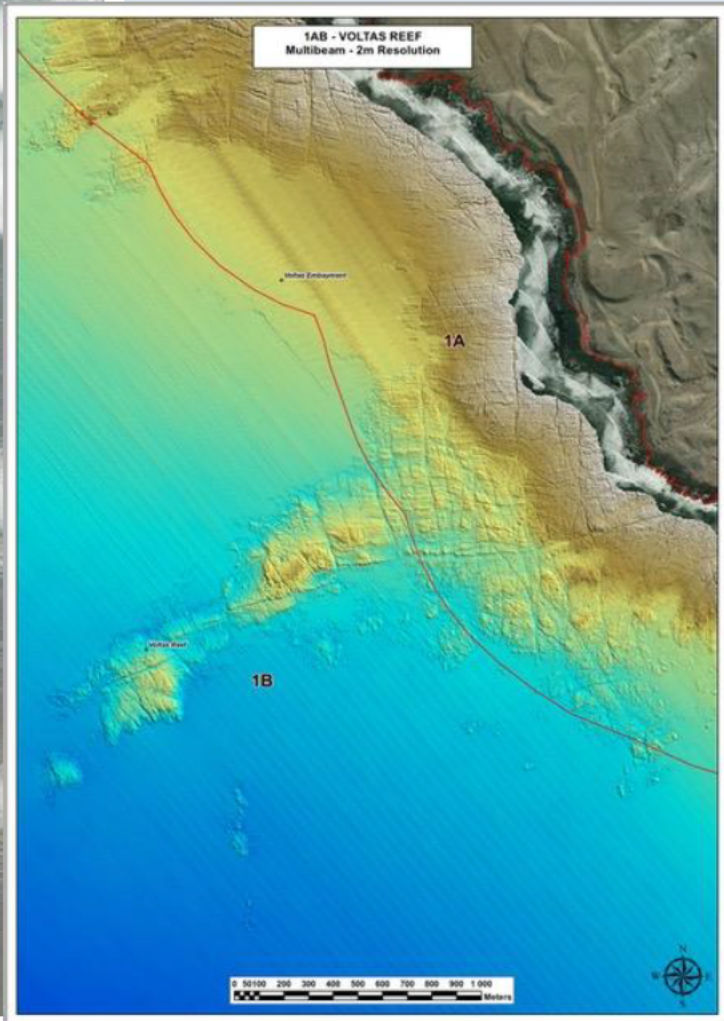 1AB - VOLTAS REEF
Multibeam - 2m Resolution
Voltas Embayment
1A
Voltas Reef
1B
N
W E
S
0 50100 200 300 400 500 600 700 800 900 1 000
Meters